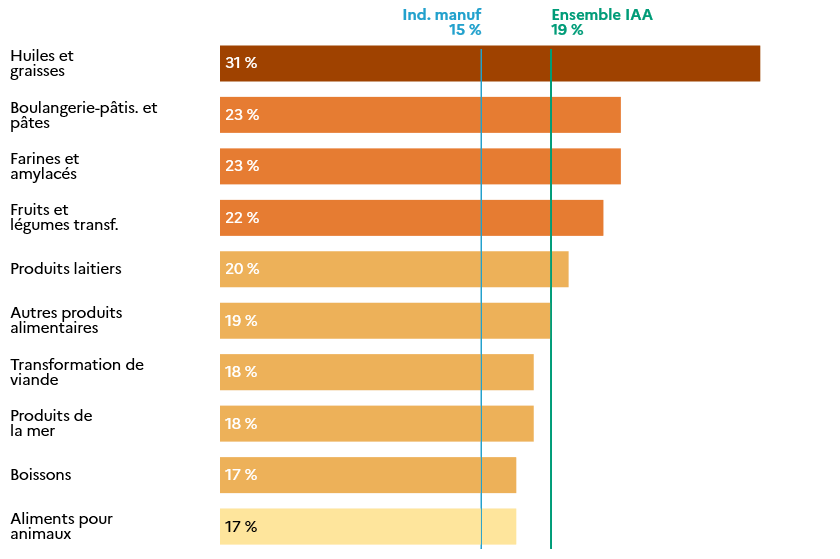 Ind. manuf
15 %
Ensemble IAA
19 %
Huiles et
graisses
31 %
Boulangerie-pâtis. et
pâtes
23 %
Farines et
amylacés
23 %
Fruits et
légumes transf.
22 %
Produits laitiers
20 %
Autres produits
alimentaires
19 %
Transformation de
viande
18 %
Produits de
la mer
18 %
Boissons
17 %
Aliments pour
animaux
17 %